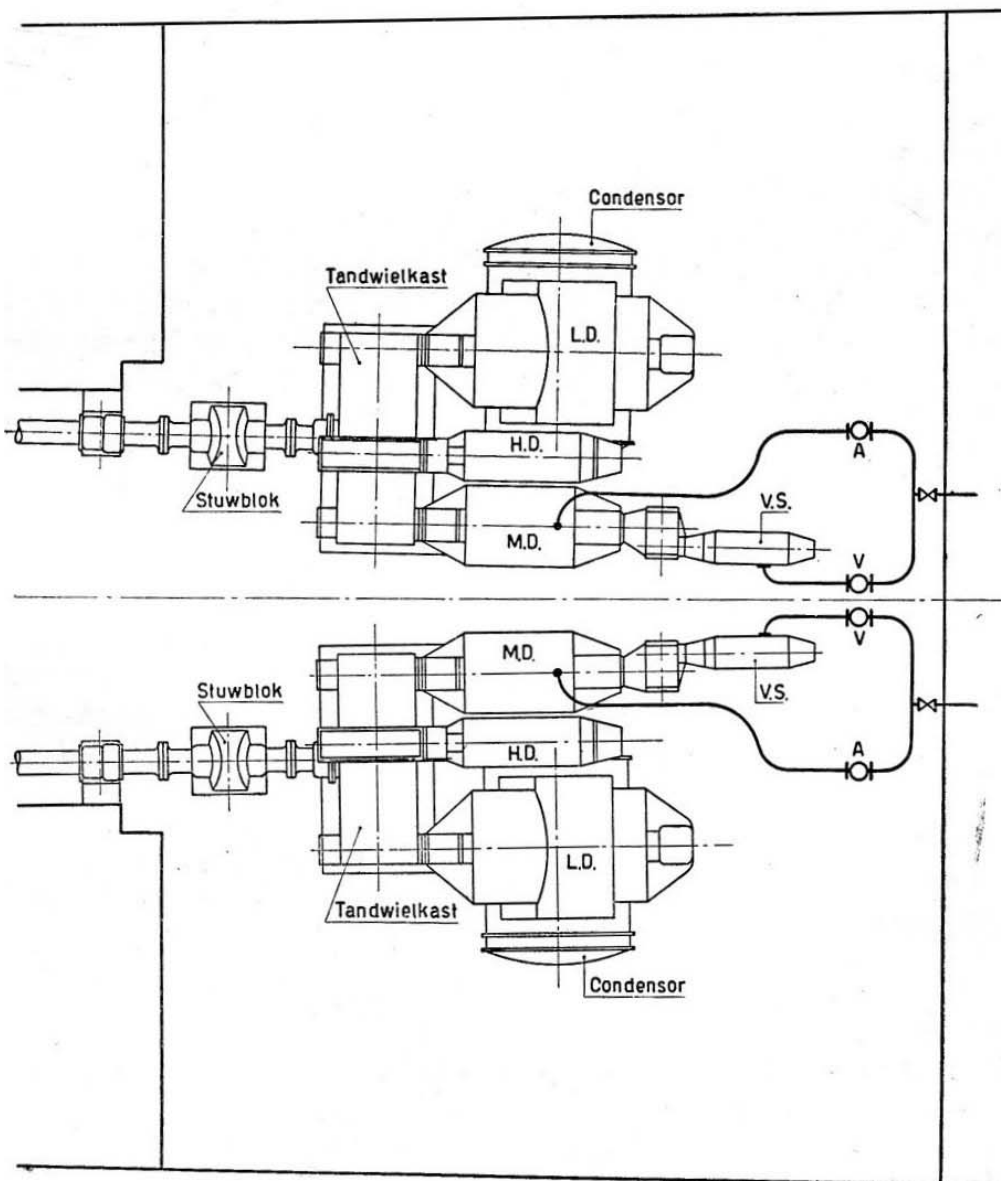 Condensor
Tandwielkast
L.D.
H.D.
A
Stuwblok
V.S.
M.D.
V
V
M.D.
Stuwblok
V.S.
A
H.D.
L.D.
Tandwielkast
Condensor